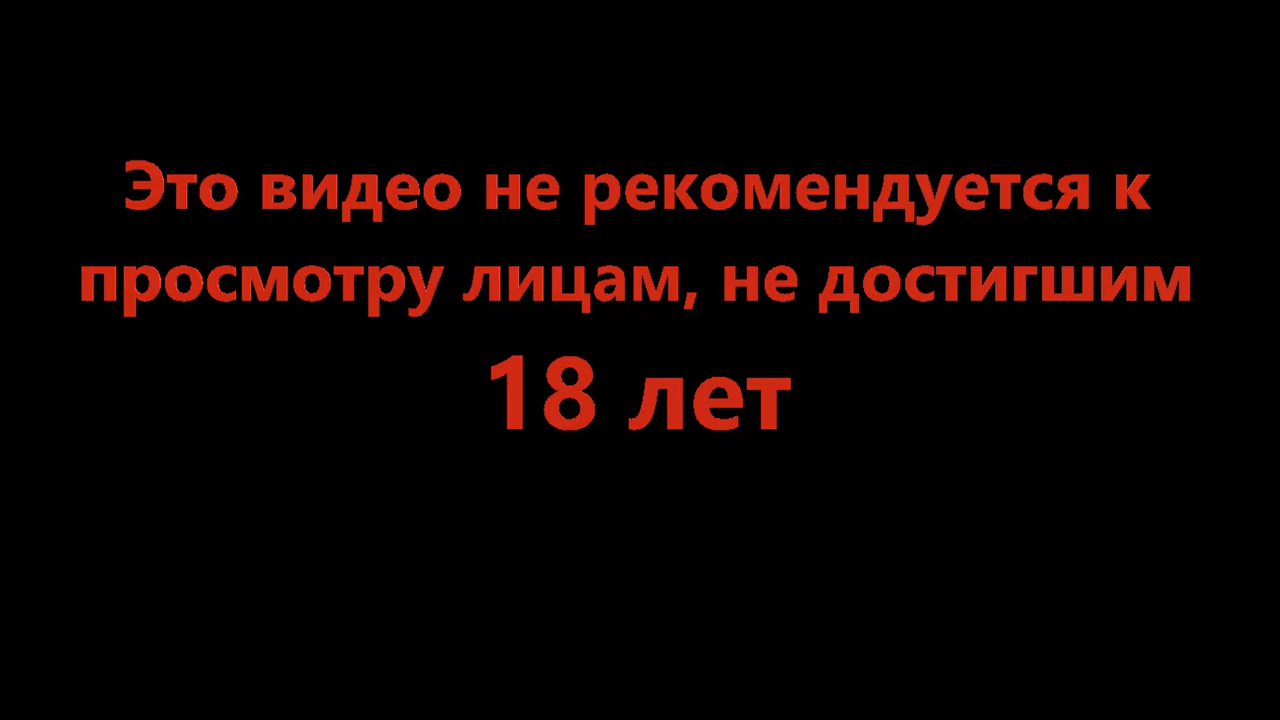 Это видео не рекомендуется к
просмотру лицам, не достигшим
18 лет